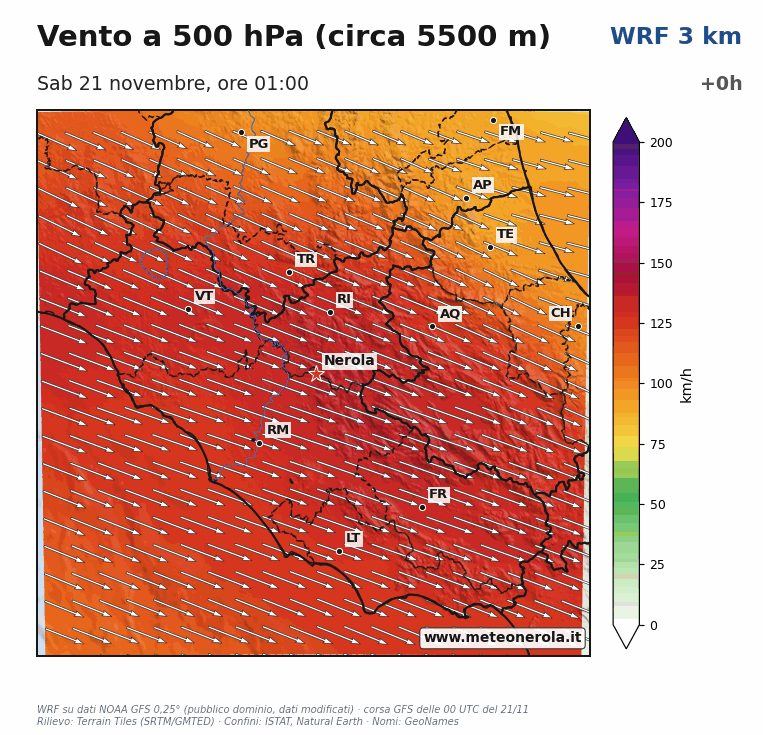 Vento a 500 hPa (circa 5500 m)
WRF 3 km
Sab 21 novembre, ore 01:00
+0h
FM
PG
AP
TE
TR
VT
RI
AQ
CH
Nerola
RM
FR
LT
www.meteonerola.it
200
175
150
125
100
75
50
25
0
km/h
WRF su dati NOAA GFS 0,25° (pubblico dominio, dati modificati) · corsa GFS delle 00 UTC del 21/11
Rilievo: Terrain Tiles (SRTM/GMTED) · Confini: ISTAT, Natural Earth · Nomi: GeoNames